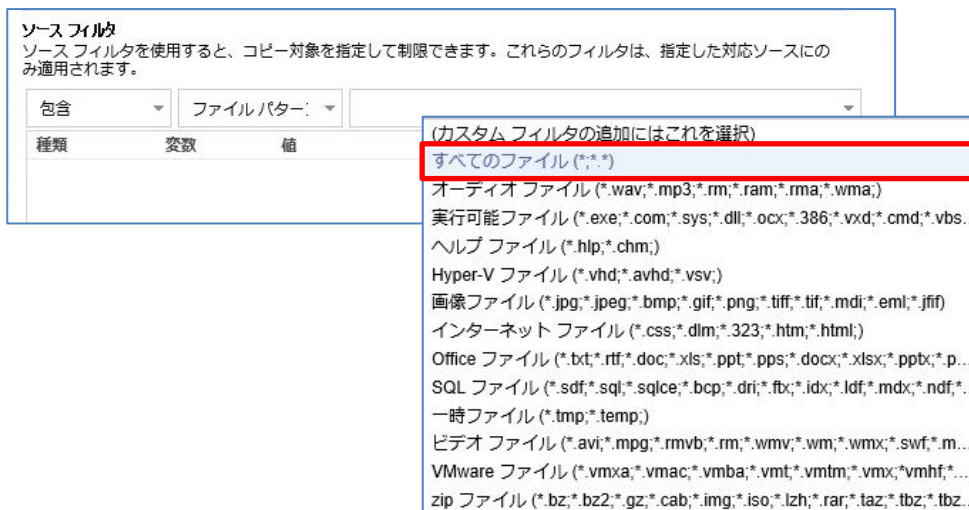 ソース フィルタ
ソース フィルタを使用すると、コピー対象を指定して制限できます。これらのフィルタは、指定した対応ソースにの
み適用されます。
包含
ファイル パター
種類 変数 値
(カスタム フィルタの追加にはこれを選択)
すべてのファイル (*;*.*)
オーディオ ファイル (*.wav;*.mp3;*.rm;*.ram;*.rma;*.wma;)
実行可能ファイル (*.exe;*.com;*.sys;*.dll;*.ocx;*.386;*.vxd;*.cmd;*.vbs...
ヘルプ ファイル (*.hlp;*.chm;)
Hyper-V ファイル (*.vhd;*.avhd;*.vsv;)
画像ファイル (*.jpg;*.jpeg;*.bmp;*.gif;*.png;*.tiff;*.tif;*.mdi;*.eml;*.jfif)
インターネット ファイル (*.css;*.dlm;*.323;*.htm;*.html;)
Office ファイル (*.txt;*.rtf;*.doc;*.xls;*.ppt;*.pps;*.docx;*.xlsx;*.pptx;*.p...
SQL ファイル (*.sdf;*.sql;*.sqlce;*.bcp;*.dri;*.ftx;*.idx;*.ldf;*.mdx;*.ndf;*...
一時ファイル (*.tmp;*.temp;)
ビデオ ファイル (*.avi;*.mpg;*.rmvb;*.rm;*.wmv;*.wm;*.wmx;*.swf;*.m...
VMware ファイル (*.vmxa;*.vmac;*.vmba;*.vmt;*.vmtm;*.vmx;*vmhf;*...
zip ファイル (*.bz;*.bz2;*.gz;*.cab;*.img;*.iso;*.lzh;*.rar;*.taz;*.tbz;*.tbz...